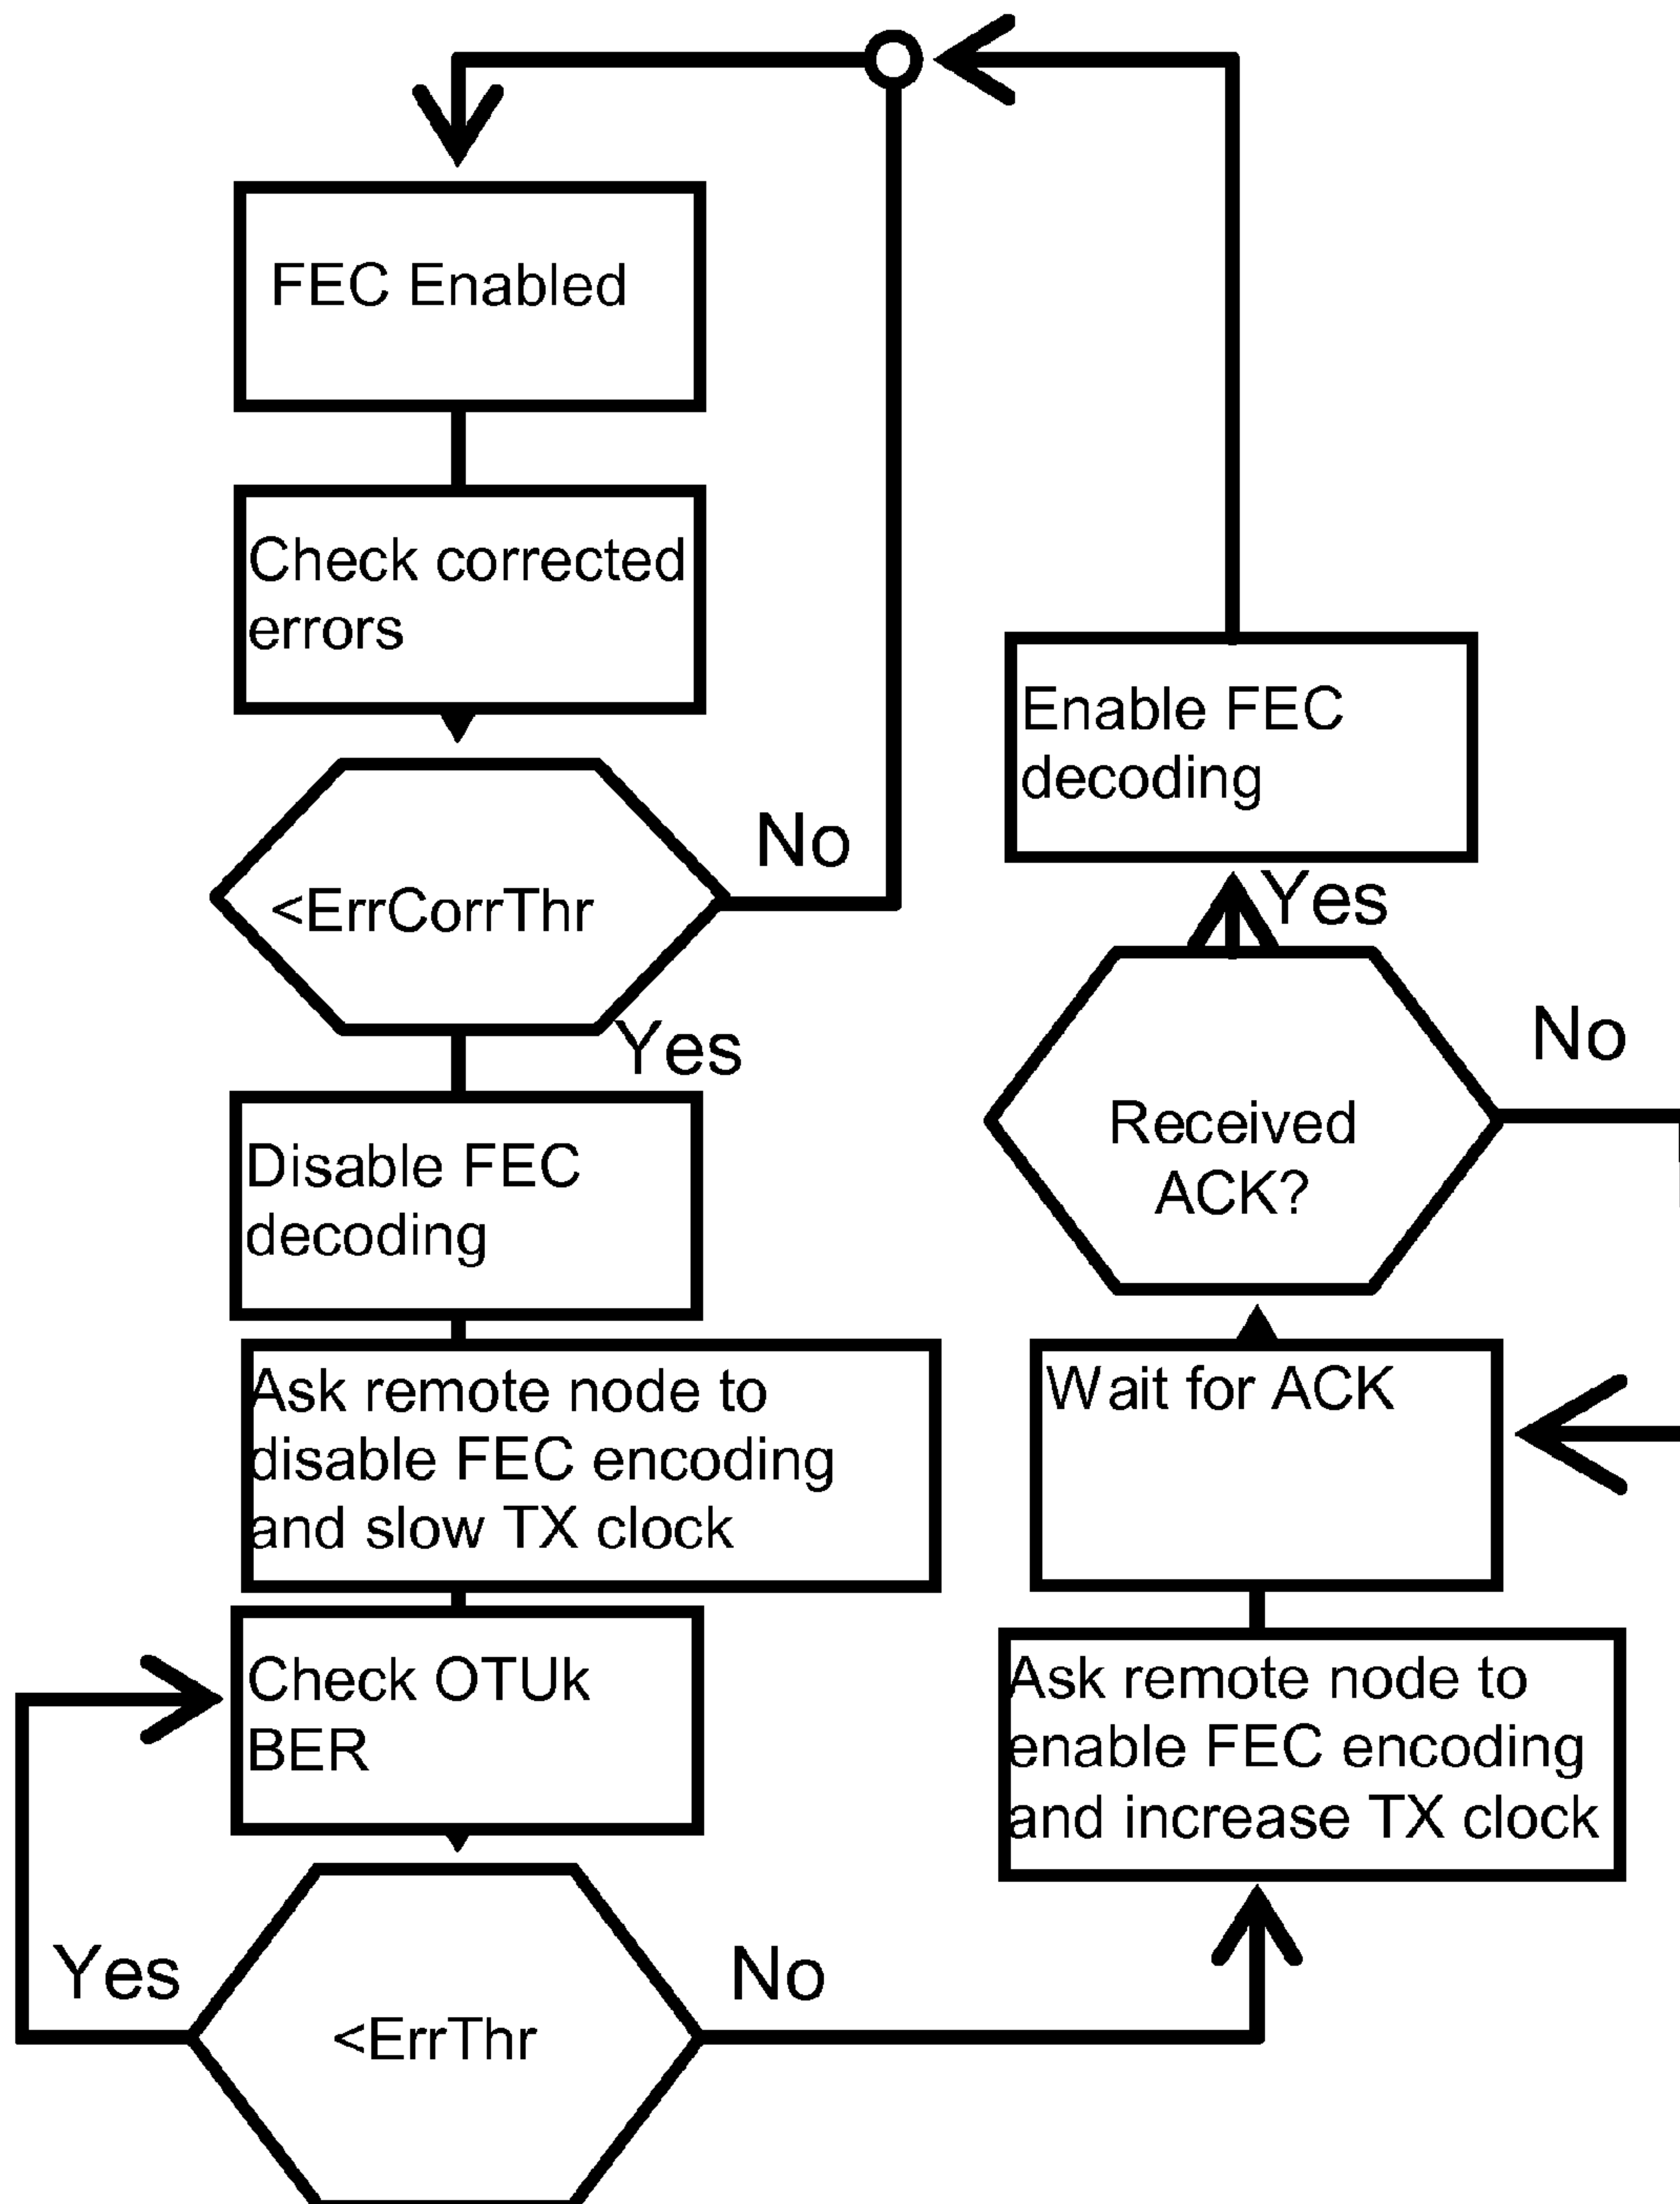 FEC Enabled
Check corrected
errors
<ErrCorrThr
No
Yes
Disable FEC
decoding
Ask remote node to
disable FEC encoding
and slow TX clock
Check OTUk
BER
<ErrThr
Yes
No
Ask remote node to
enable FEC encoding
and increase TX clock
Wait for ACK
Received
ACK?
No
Yes
Enable FEC
decoding